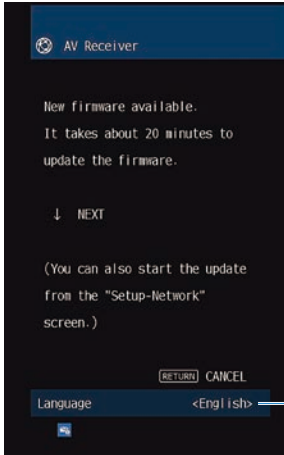 AV Receiver
New firmware available.
It takes about 20 minutes to
update the firmware.
↓ NEXT
(You can also start the update
from the "Setup-Network"
screen.)
RETURN CANCEL
Language <English>